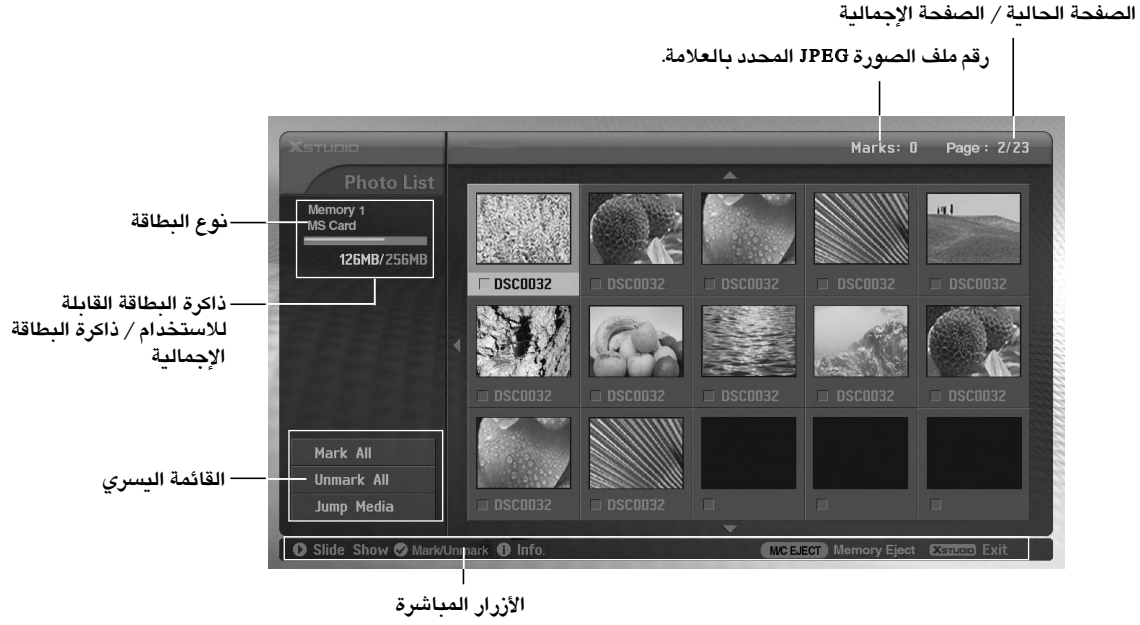 الصفحة الحالية / الصفحة الإجمالية
رقم ملف الصورة JPEG المحدد بالعلامة.
XSTUDIO
Marks: 0 Page : 2/23
Photo List
نوع البطاقة
Memory 1
MS Card
126MB/256MB
ذاكرة البطاقة القابلة
للاستخدام / ذاكرة البطاقة
الإجمالية
DSC0032 DSC0032 DSC0032 DSC0032 DSC0032
DSC0032 DSC0032 DSC0032 DSC0032 DSC0032
DSC0032 DSC0032
القائمة اليسري
Mark All
Unmark All
Jump Media
Slide Show Mark/Unmark Info. M/C EJECT Memory Eject XSTUDIO Exit
الأزرار المباشرة